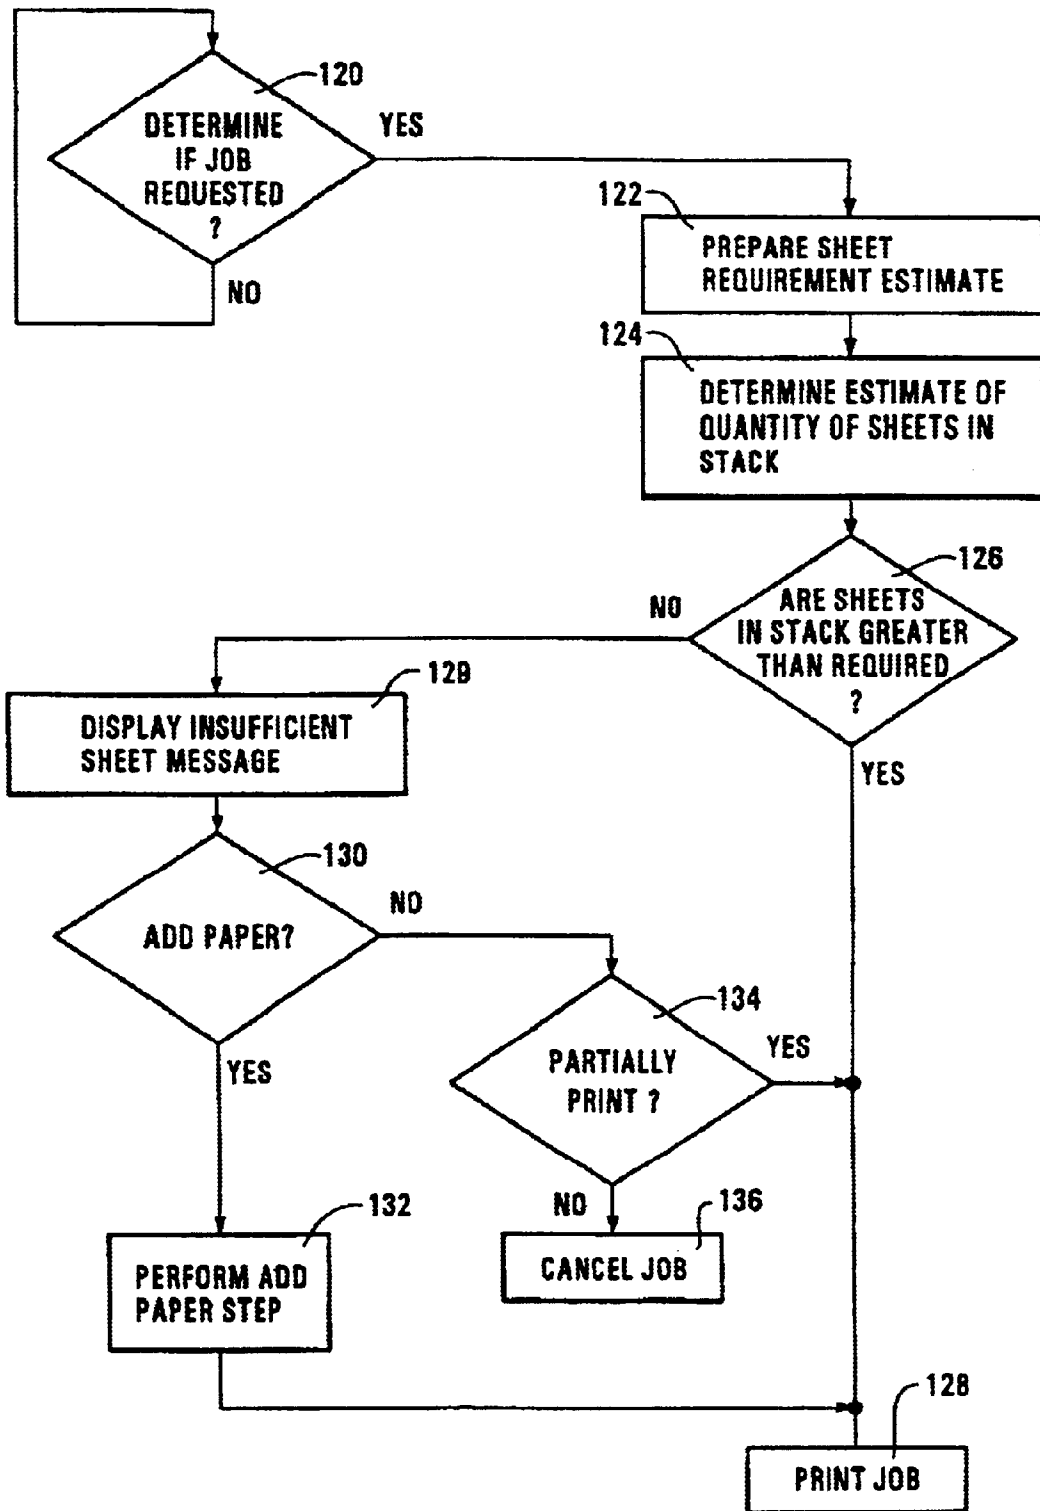 120
DETERMINE
IF JOB
REQUESTED
?
YES
NO
122
PREPARE SHEET
REQUIREMENT ESTIMATE
124
DETERMINE ESTIMATE OF
QUANTITY OF SHEETS IN
STACK
126
ARE SHEETS
IN STACK GREATER
THAN REQUIRED
?
NO
YES
129
DISPLAY INSUFFICIENT
SHEET MESSAGE
130
ADD PAPER?
NO
YES
134
PARTIALLY
PRINT ?
YES
NO
132
PERFORM ADD
PAPER STEP
136
CANCEL JOB
128
PRINT JOB